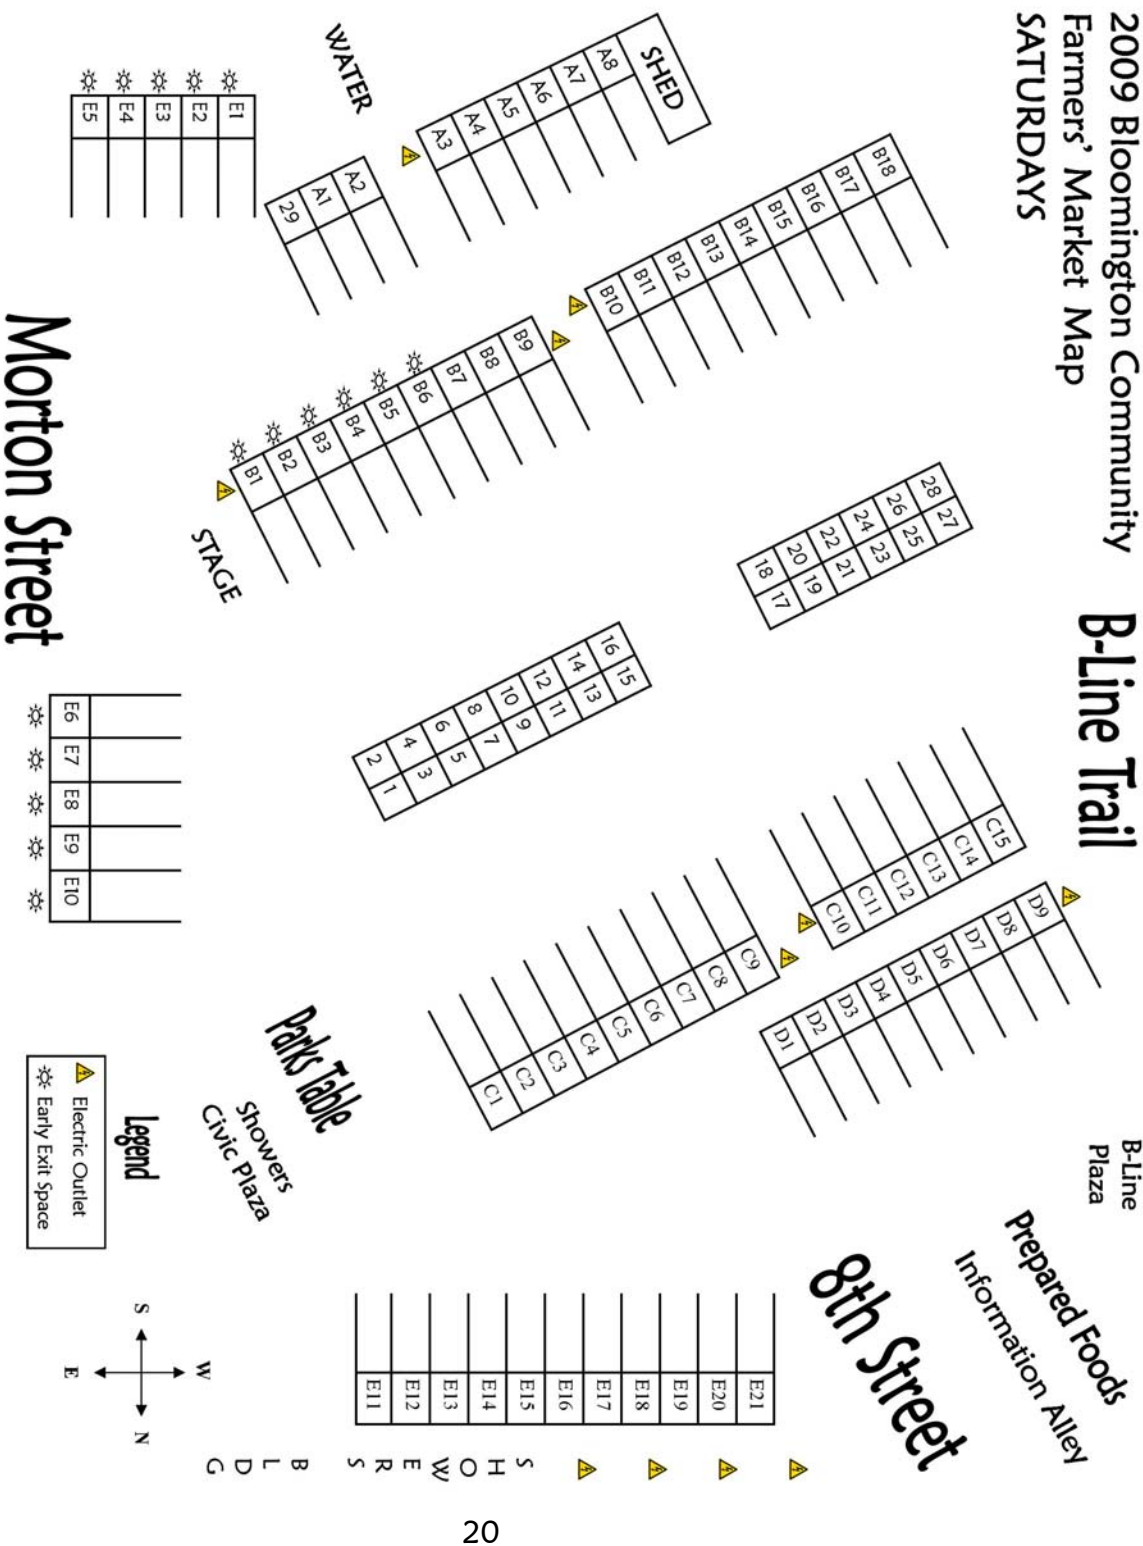 2009 Bloomington Community
Farmers' Market Map
SATURDAYS
B-Line Trail
B-Line
Plaza
Prepared Foods
Information Alley
8th Street
SHED
A8
A7
A6
A5
A4
A3
WATER
A2
A1
29
E1
E2
E3
E4
E5
B18
B17
B16
B15
B14
B13
B12
B11
B10
B9
B8
B7
B6
B5
B4
B3
B2
B1
STAGE
Morton Street
28 27
26 25
24 23
22 21
20 19
18 17
16 15
14 13
12 11
10 9
8 7
6 5
4 3
2 1
C15
C14
C13
C12
C11
C10
C9
C8
C7
C6
C5
C4
C3
C2
C1
D9
D8
D7
D6
D5
D4
D3
D2
D1
E6 E7 E8 E9 E10
Parks Table
Showers
Civic Plaza
Legend
Electric Outlet
Early Exit Space
E21
E20
E19
E18
E17
E16
E15
E14
E13
E12
E11
S H O W E R S B L D G
W
S N
E
20